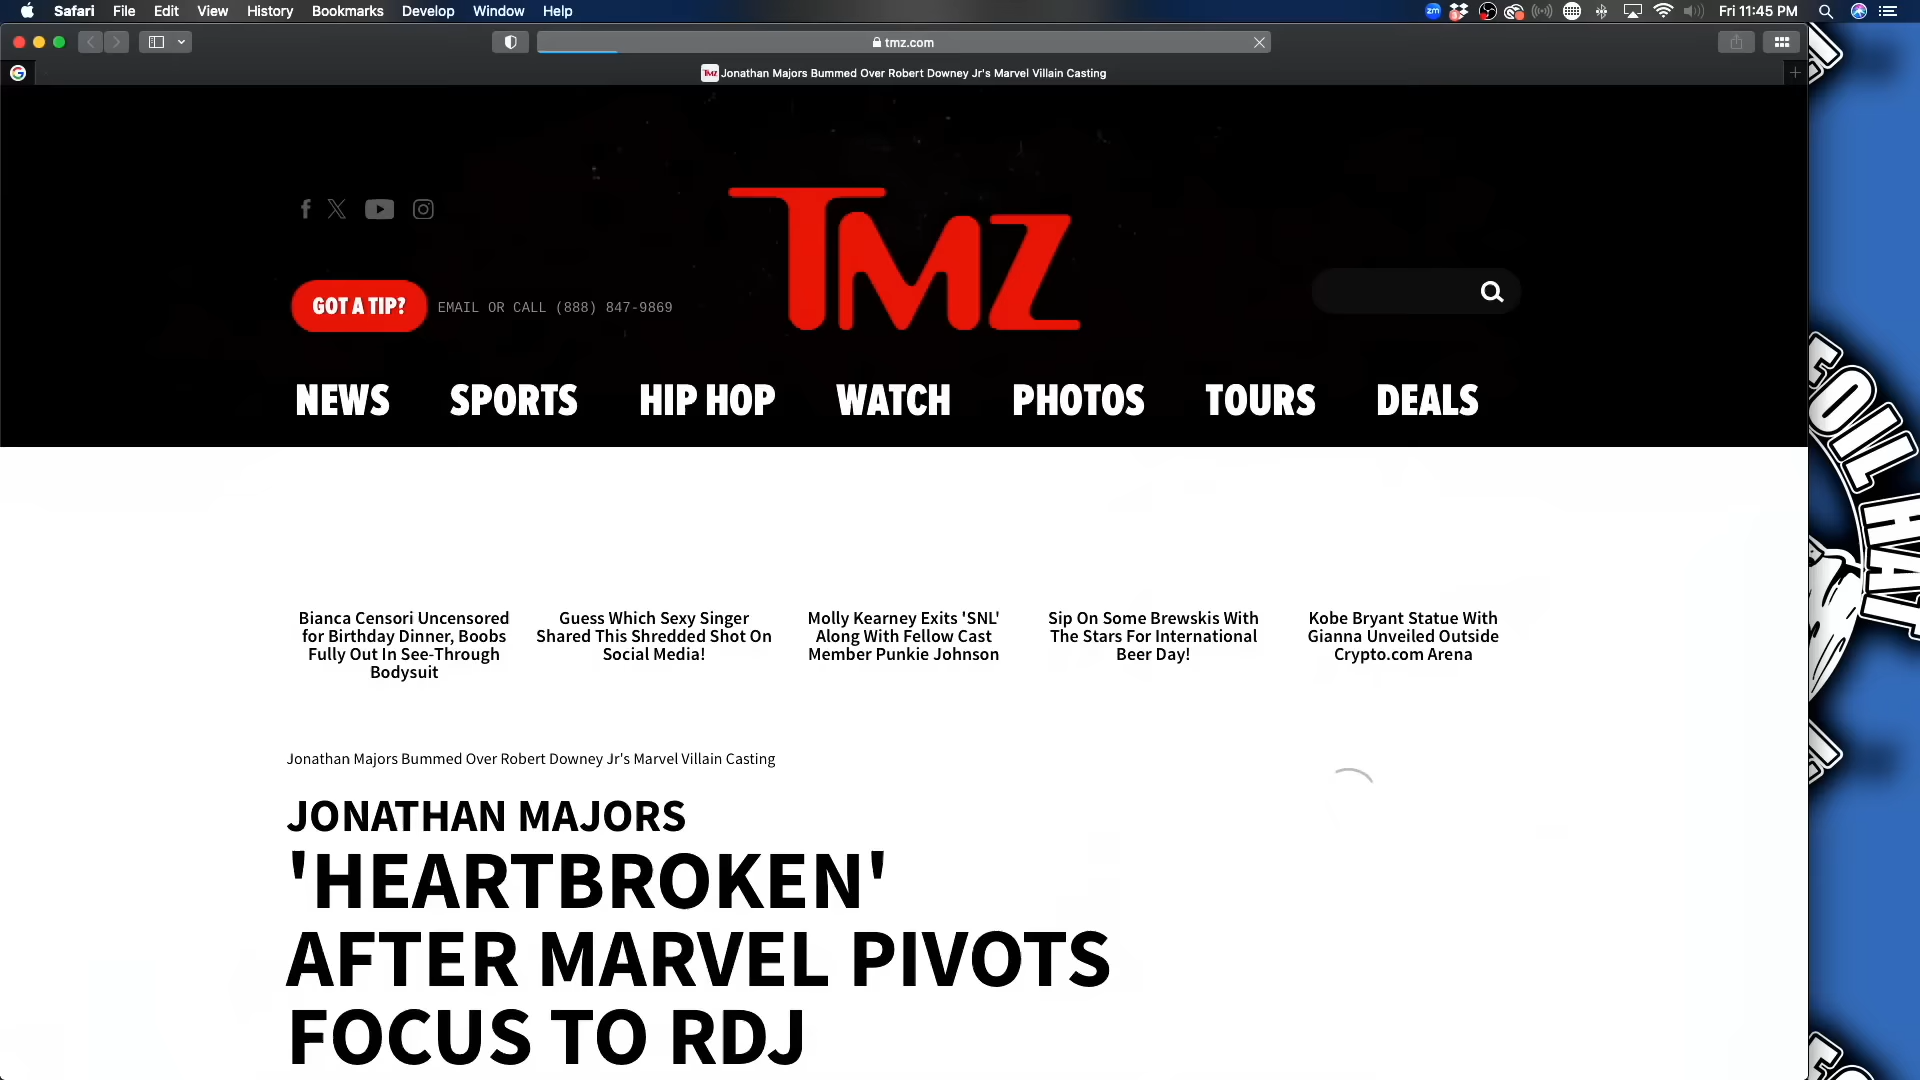 Safari File Edit View History Bookmarks Develop Window Help
zm
3
Fri 11:45 PM
tmz.com
G
TMZ Jonathan Majors Bummed Over Robert Downey Jr's Marvel Villain Casting
TMZ
GOT A TIP? EMAIL OR CALL (888) 847-9869
NEWS SPORTS HIP HOP WATCH PHOTOS TOURS DEALS
FOIL HAT
Bianca Censori Uncensored
for Birthday Dinner, Boobs
Fully Out In See-Through
Bodysuit
Guess Which Sexy Singer
Shared This Shredded Shot On
Social Media!
Molly Kearney Exits 'SNL'
Along With Fellow Cast
Member Punkie Johnson
Sip On Some Brewskis With
The Stars For International
Beer Day!
Kobe Bryant Statue With
Gianna Unveiled Outside
Crypto.com Arena
Jonathan Majors Bummed Over Robert Downey Jr's Marvel Villain Casting
JONATHAN MAJORS
'HEARTBROKEN'
AFTER MARVEL PIVOTS
FOCUS TO RDJ